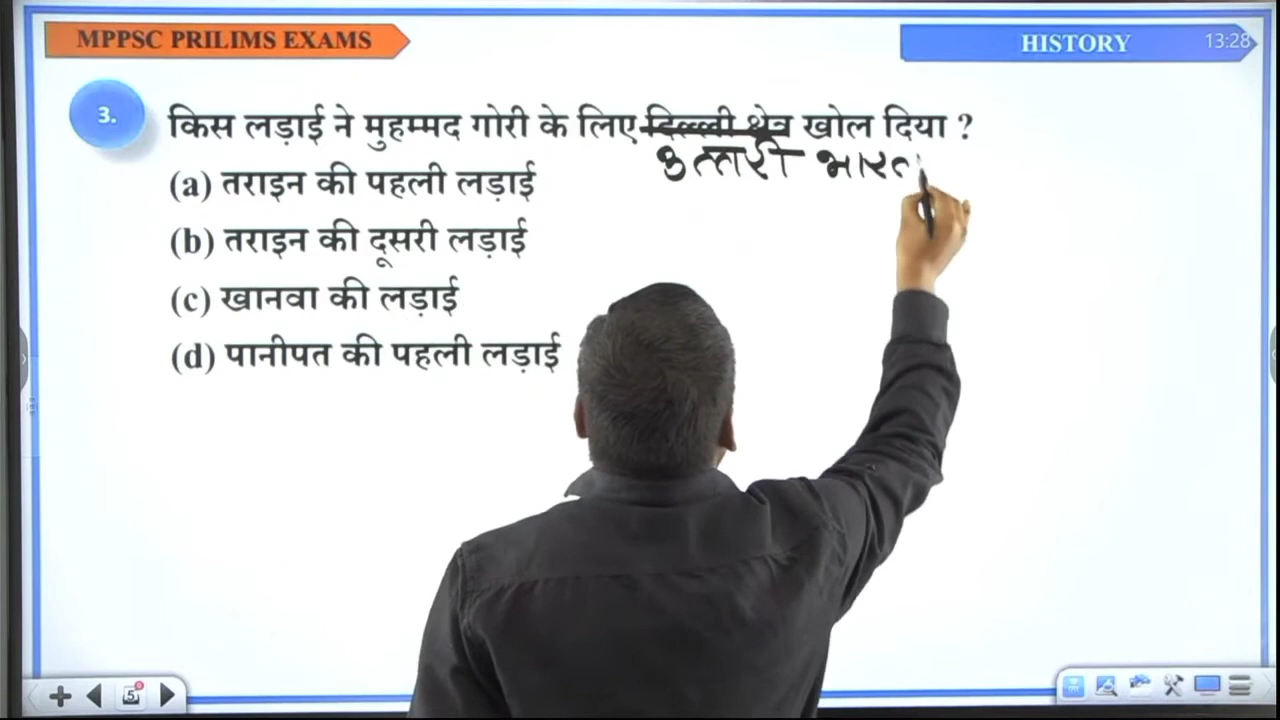 MPPSC PRILIMS EXAMS
HISTORY
13:28
3.
किस लड़ाई ने मुहम्मद गोरी के लिए दिल्ली क्षेत्र खोल दिया ?
उत्तरी भारत
(a) तराइन की पहली लड़ाई
(b) तराइन की दूसरी लड़ाई
(c) खानवा की लड़ाई
(d) पानीपत की पहली लड़ाई
5